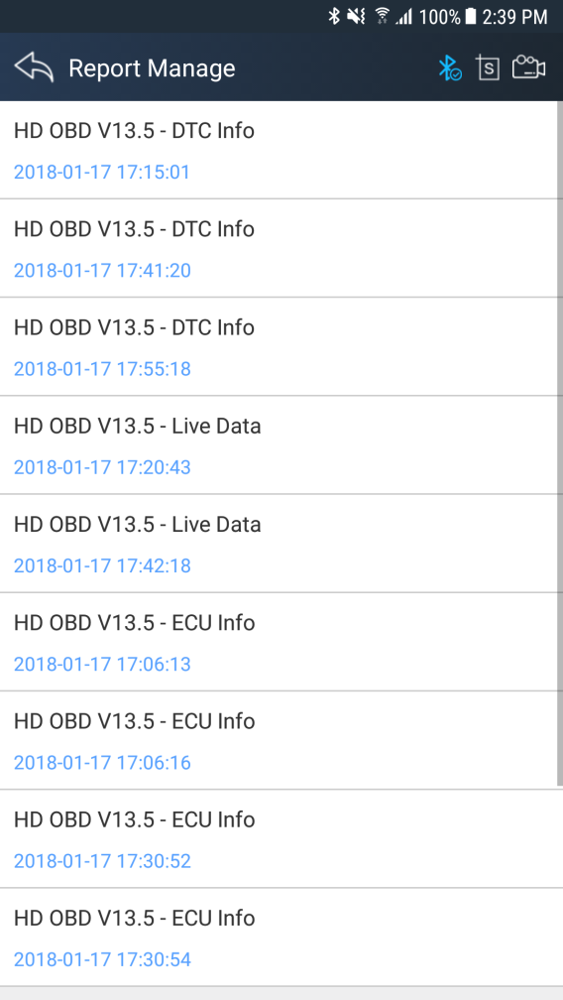 100% 2:39 PM
Report Manage
S
HD OBD V13.5 - DTC Info
2018-01-17 17:15:01
HD OBD V13.5 - DTC Info
2018-01-17 17:41:20
HD OBD V13.5 - DTC Info
2018-01-17 17:55:18
HD OBD V13.5 - Live Data
2018-01-17 17:20:43
HD OBD V13.5 - Live Data
2018-01-17 17:42:18
HD OBD V13.5 - ECU Info
2018-01-17 17:06:13
HD OBD V13.5 - ECU Info
2018-01-17 17:06:16
HD OBD V13.5 - ECU Info
2018-01-17 17:30:52
HD OBD V13.5 - ECU Info
2018-01-17 17:30:54